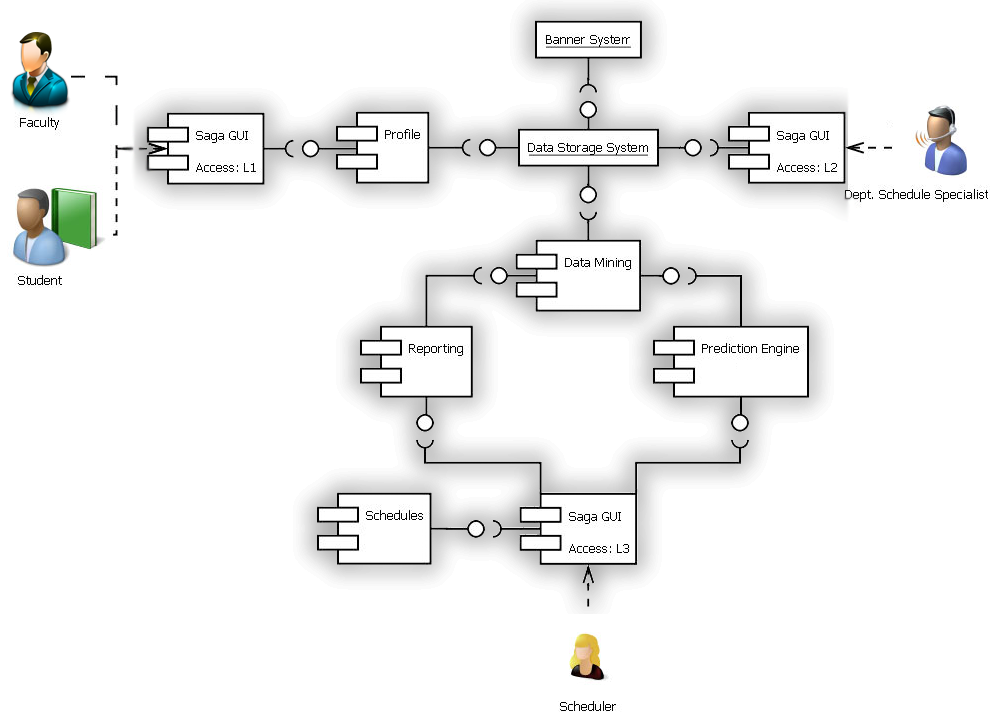 Banner System
Faculty
Saga GUI
Access: L1
Profile
Data Storage System
Saga GUI
Access: L2
Dept. Schedule Specialist
Student
Data Mining
Reporting
Prediction Engine
Schedules
Saga GUI
Access: L3
Scheduler